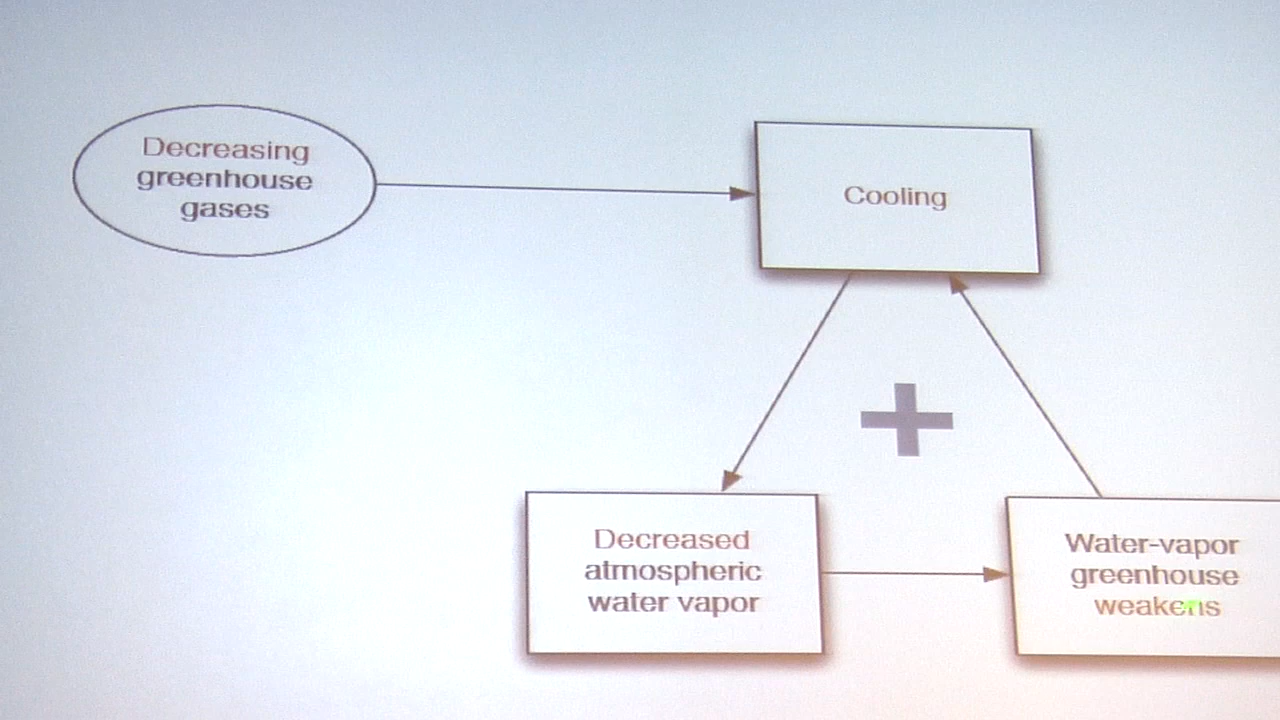 Decreasing
greenhouse
gases
Cooling
Decreased
atmospheric
water vapor
Water-vapor
greenhouse
weakens